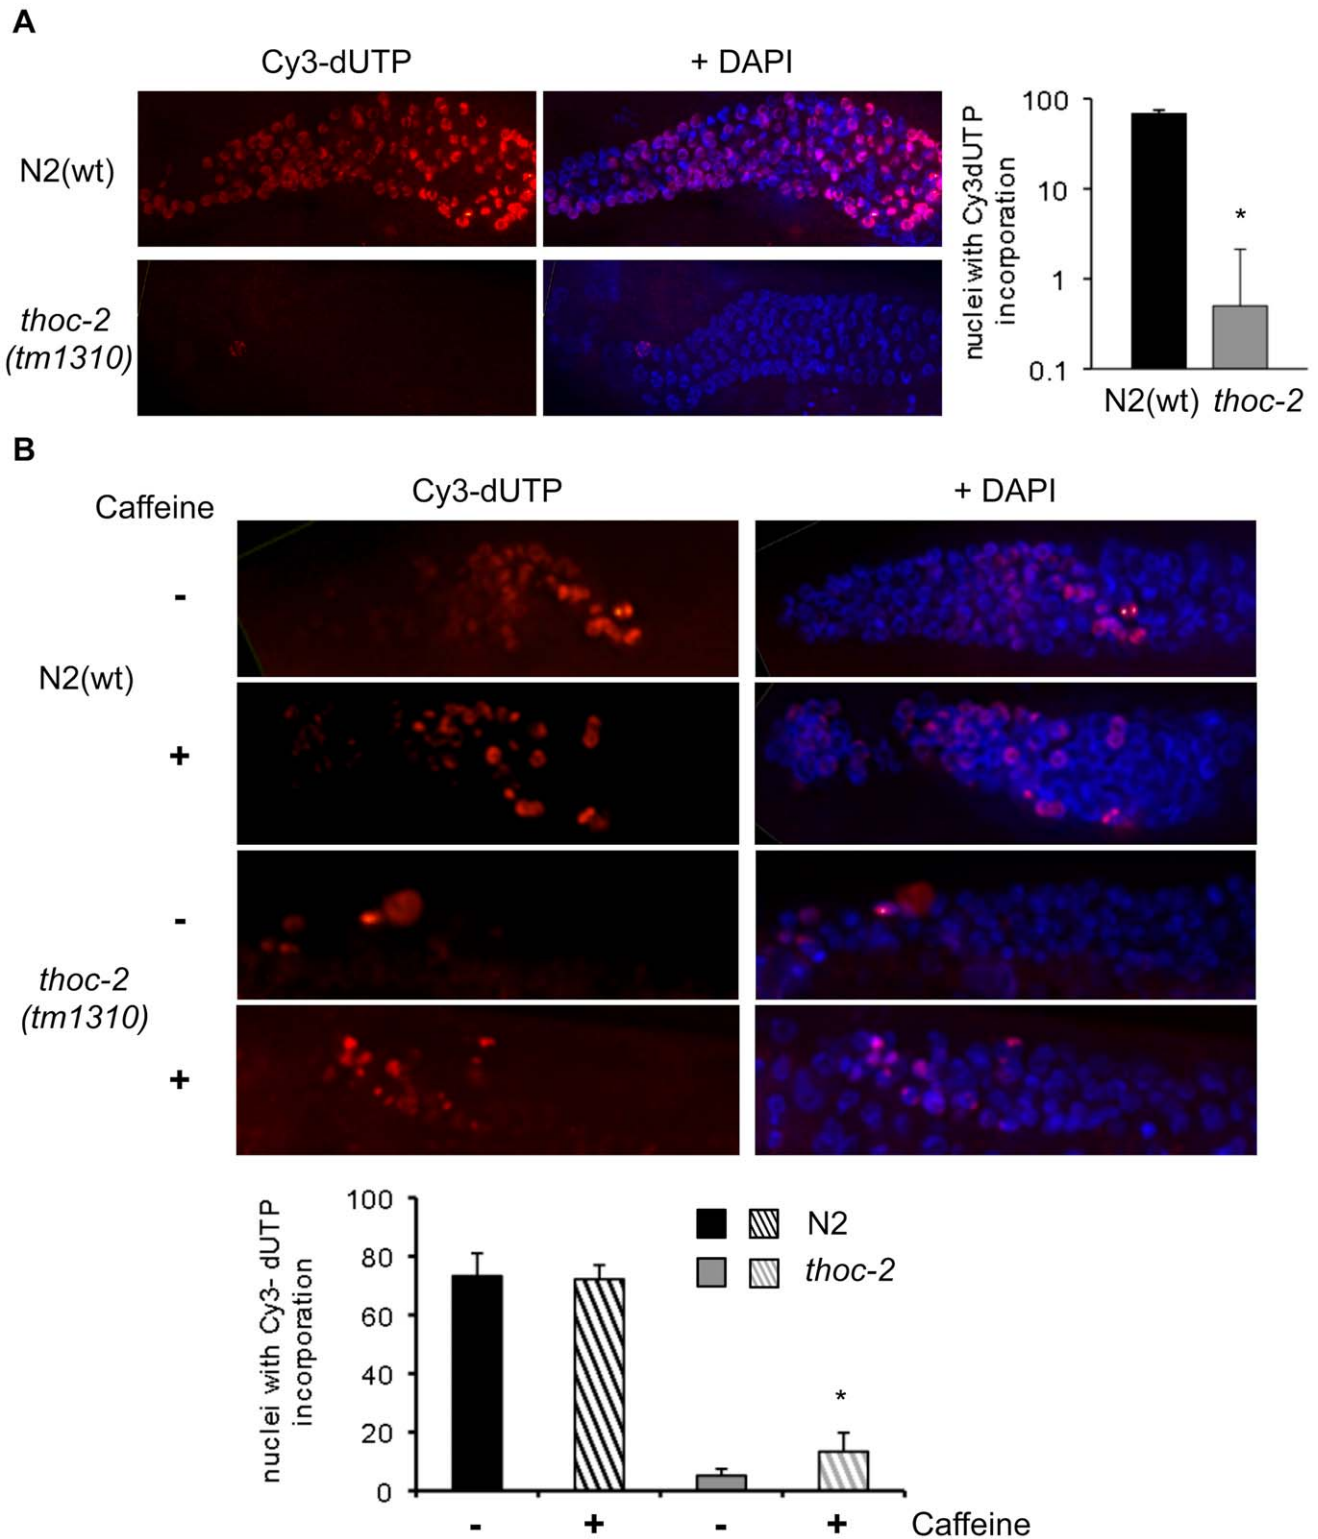 A
Cy3-dUTP
+ DAPI
N2(wt)
thoc-2
(tm1310)
nuclei with Cy3dUTP
incorporation
100
10
1
0.1
*
N2(wt) thoc-2
B
Caffeine
Cy3-dUTP
+ DAPI
-
N2(wt)
+
-
thoc-2
(tm1310)
+
nuclei with Cy3- dUTP
incorporation
100
80
60
40
20
0
N2
thoc-2
*
- + - + Caffeine